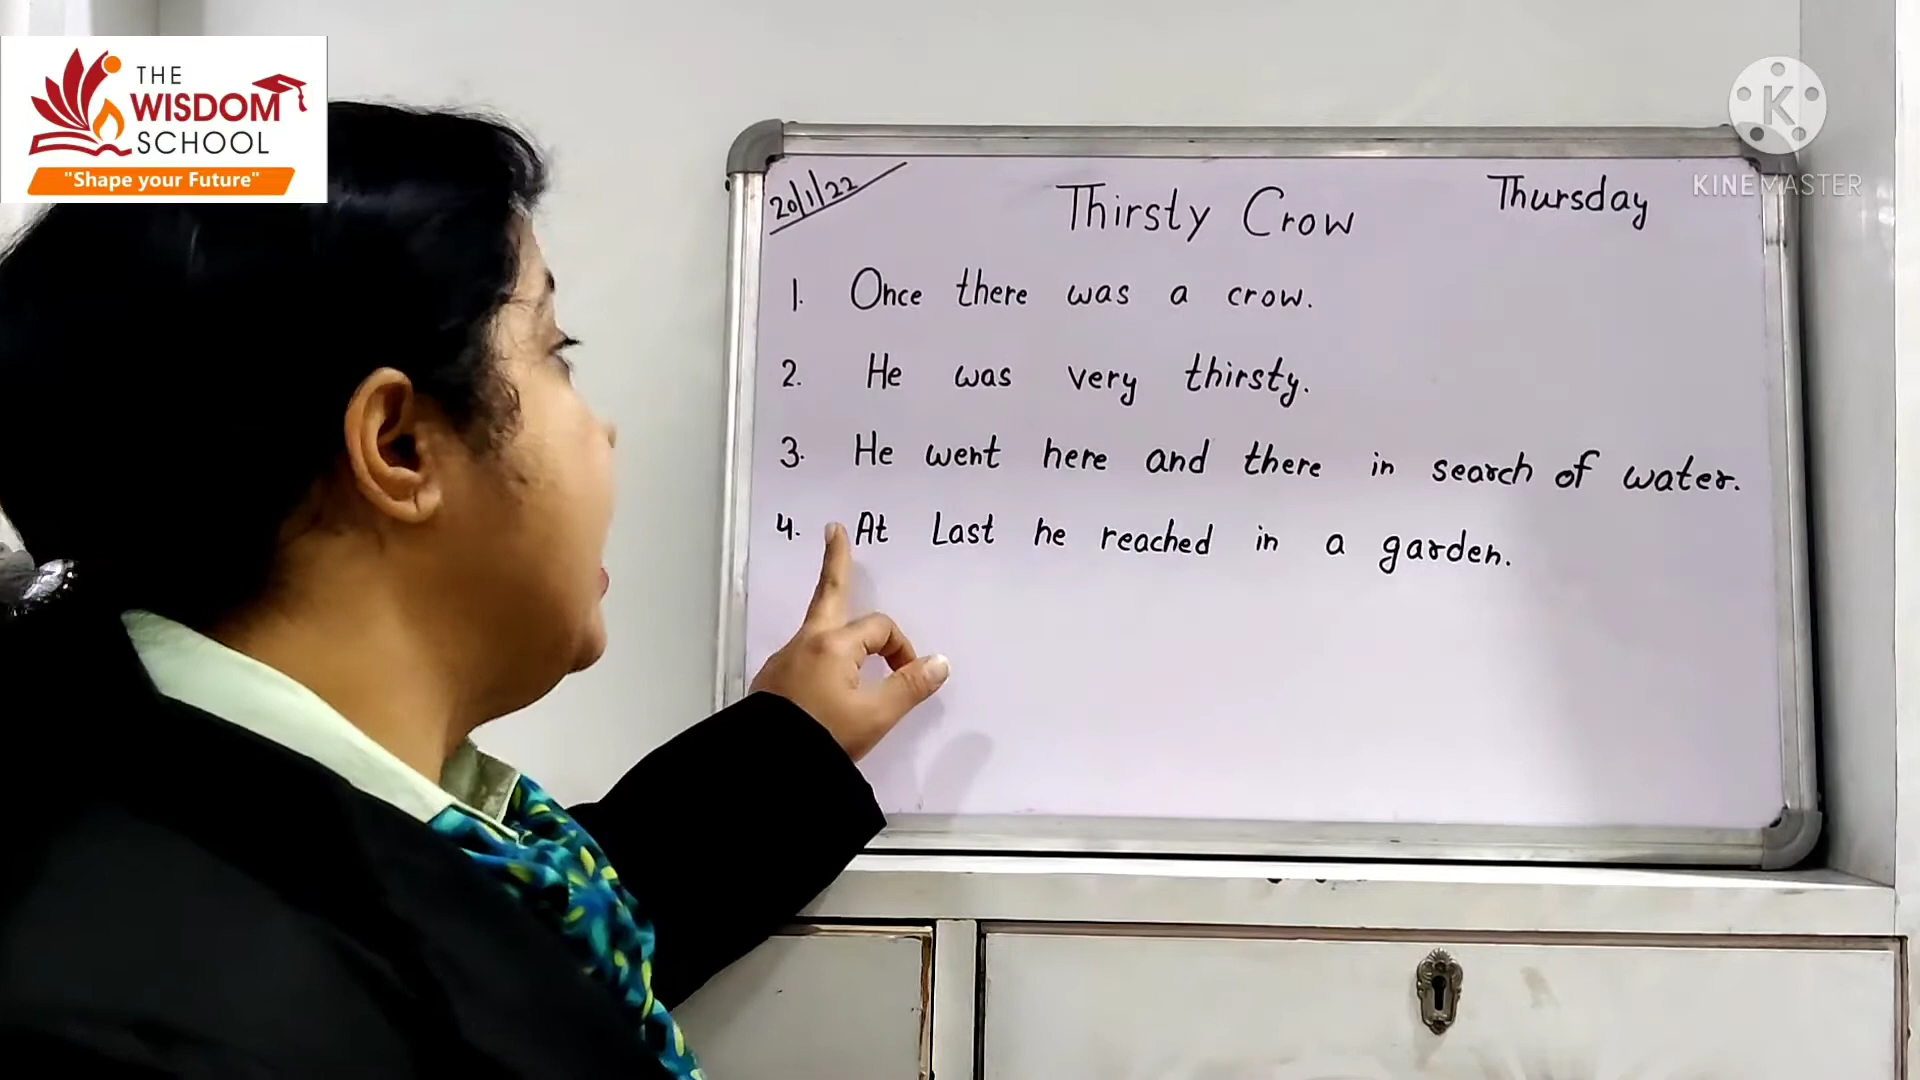 THE
WISDOM
SCHOOL
"Shape your Future"
KINEMASTER
20/1/22
Thirsty Crow
Thursday
1. Once there was a crow.
2. He was very thirsty.
3. He went here and there in search of water.
4. At Last he reached in a garden.